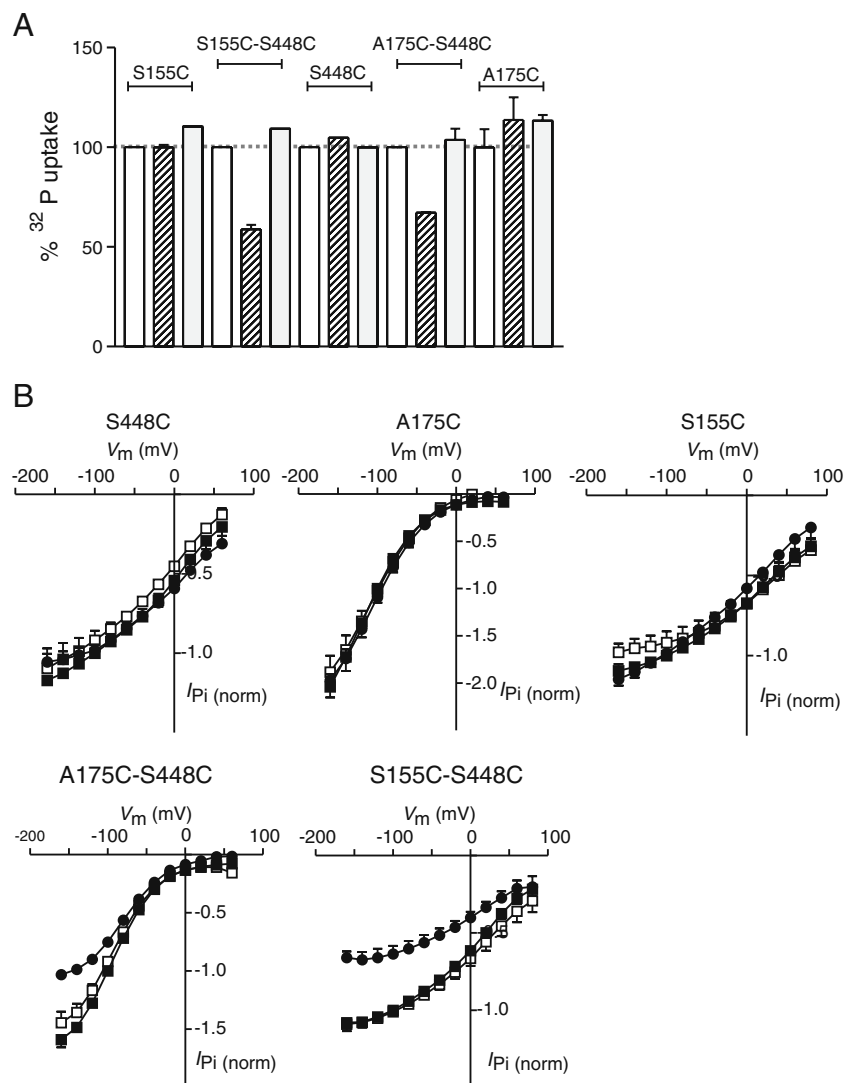 A
S155C-S448C
A175C-S448C
S155C
S448C
A175C
% 32 P uptake
150
100
50
0
B
S448C
A175C
S155C
Vm (mV)
Vm (mV)
Vm (mV)
-200 -100 0 100
-200 -100 0 100
-200 -100 0 100
-0.5
-1.0
IPi (norm)
-0.5
-1.0
-1.5
-2.0
IPi (norm)
-1.0
IPi (norm)
A175C-S448C
S155C-S448C
Vm (mV)
Vm (mV)
-200 -100 0 100
-200 -100 0 100
-0.5
-1.0
-1.5
IPi (norm)
-1.0
IPi (norm)